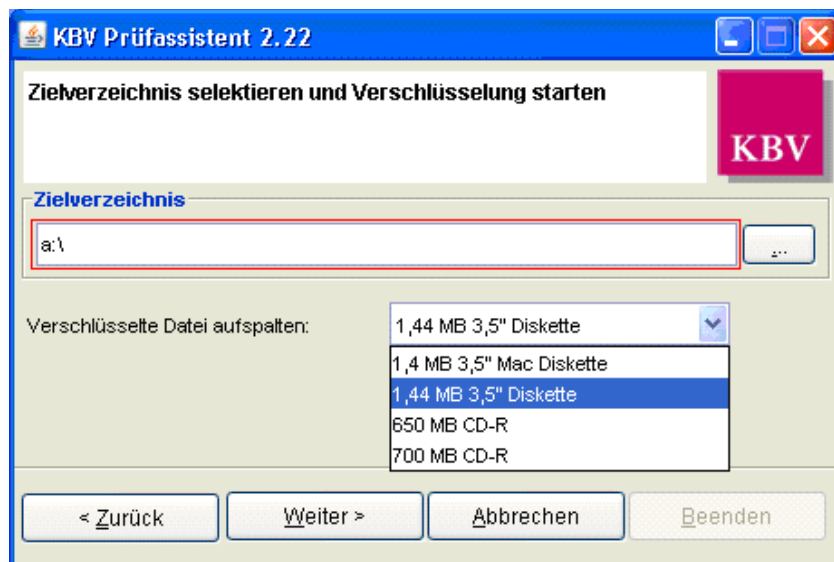 KBV Prüfassistent 2.22
Zielverzeichnis selektieren und Verschlüsselung starten
KBV
Zielverzeichnis
a:\
...
Verschlüsselte Datei aufspalten:
1,44 MB 3,5" Diskette
1,4 MB 3,5" Mac Diskette
1,44 MB 3,5" Diskette
650 MB CD-R
700 MB CD-R
< Zurück
Weiter >
Abbrechen
Beenden